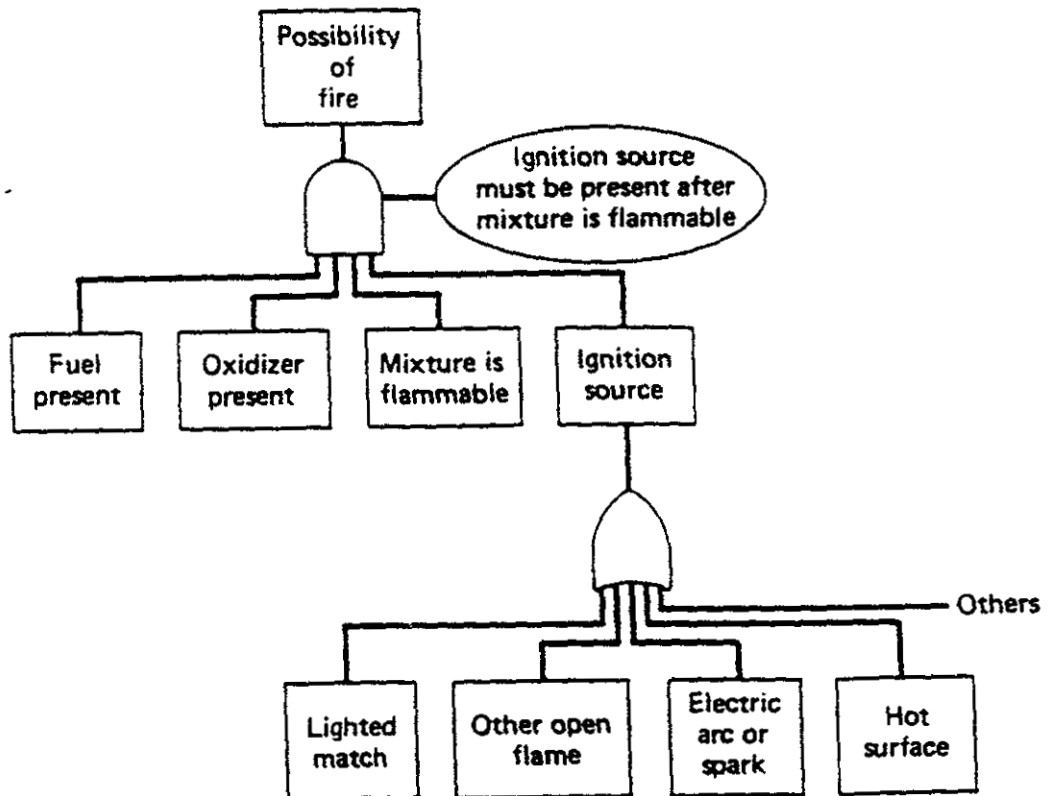 Possibility
of
fire
Ignition source
must be present after
mixture is flammable
Fuel
present
Oxidizer
present
Mixture is
flammable
Ignition
source
Others
Lighted
match
Other open
flame
Electric
arc or
spark
Hot
surface